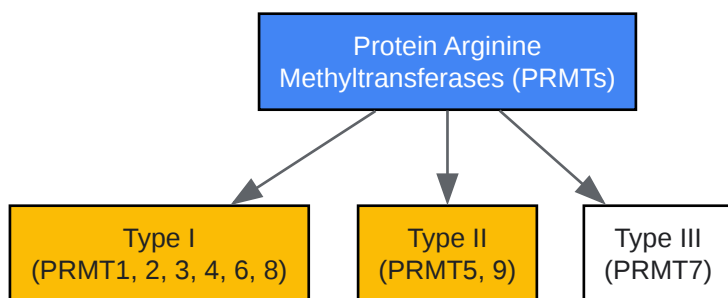 Protein Arginine
Methyltransferases (PRMTs)
Type I
(PRMT1, 2, 3, 4, 6, 8)
Type II
(PRMT5, 9)
Type III
(PRMT7)